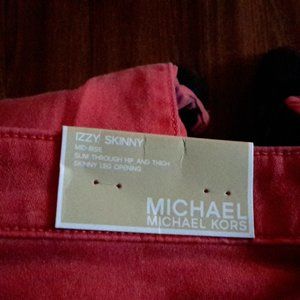 IZZY SKINNY
MID-RISE
SLIM THROUGH HIP AND THIGH
SKINNY LEG OPENING
MICHAEL
MICHAEL KORS